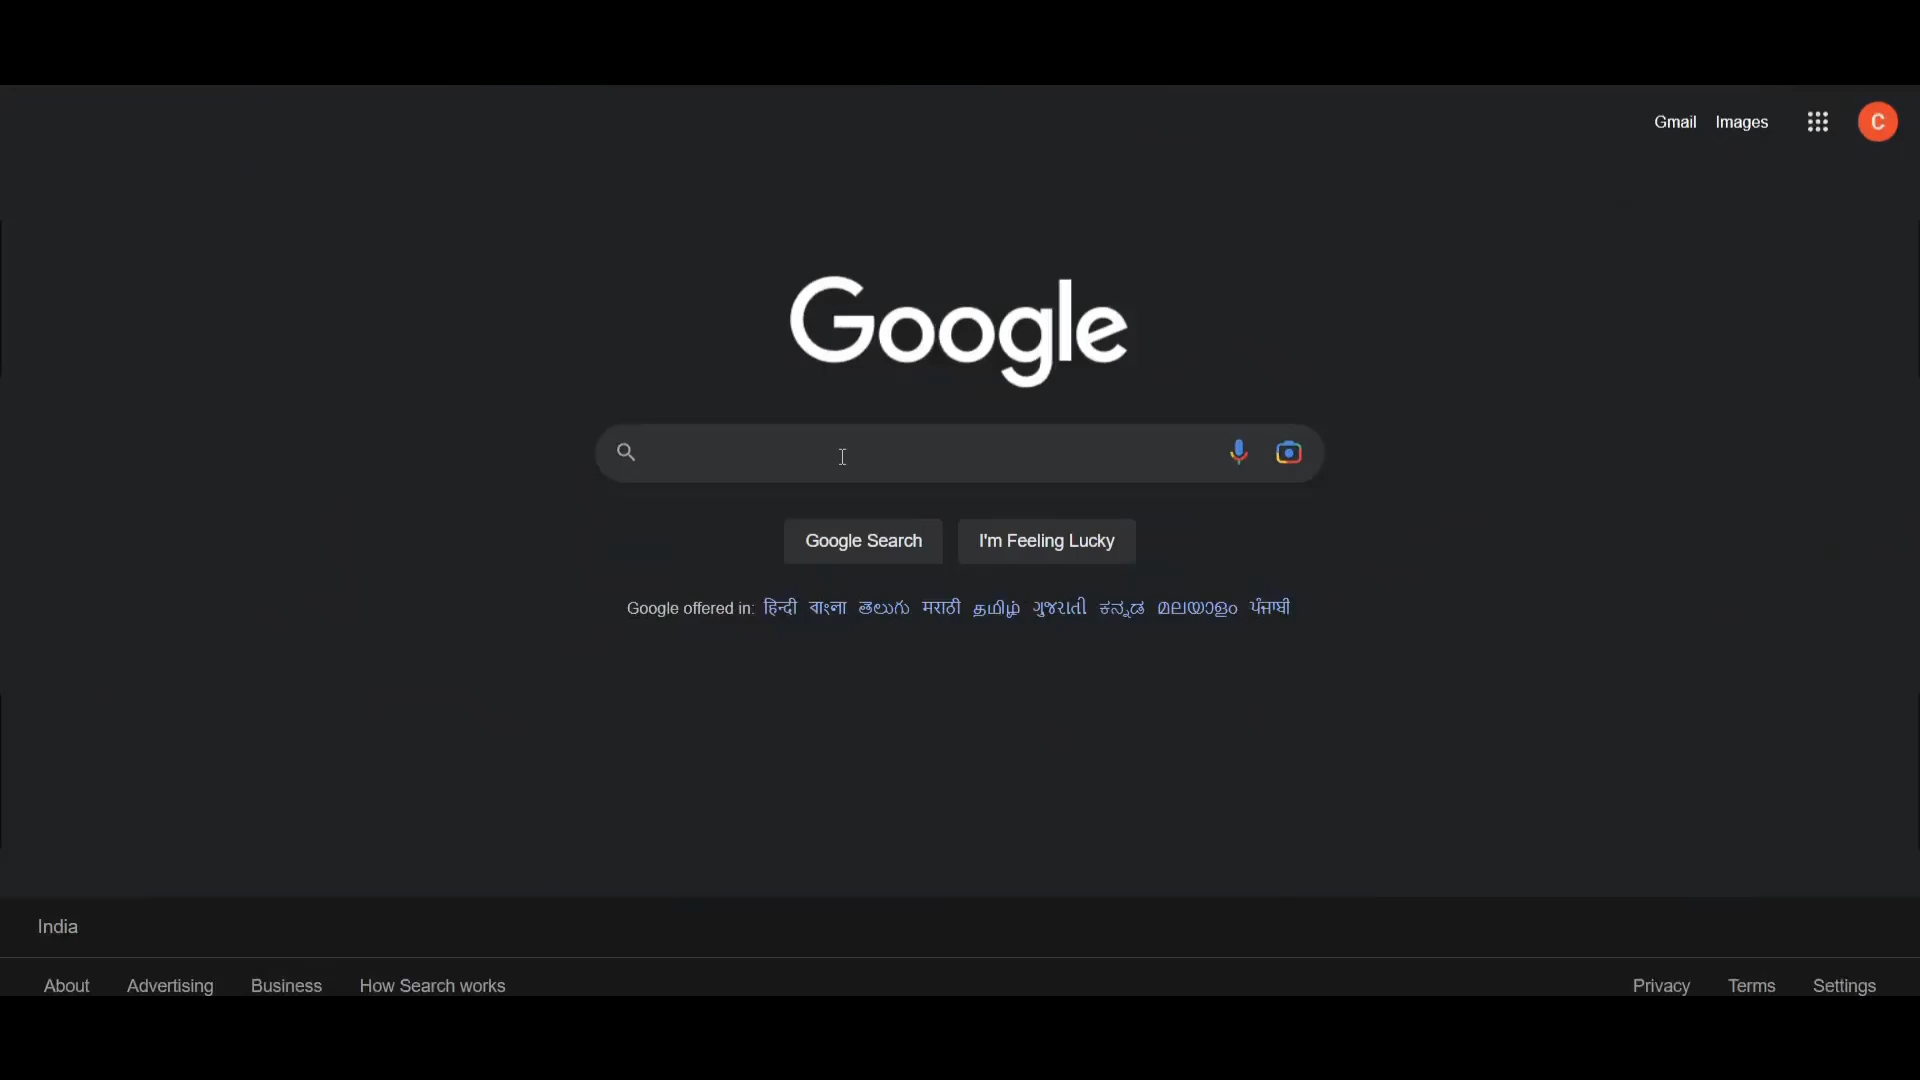 Gmail Images C
Google
Google Search I'm Feeling Lucky
Google offered in: हिन्दी বাংলা తెలుగు मराठी தமிழ் ગુજરાતી ಕನ್ನಡ മലയാളം ਪੰਜਾਬੀ
India
About Advertising Business How Search works Privacy Terms Settings